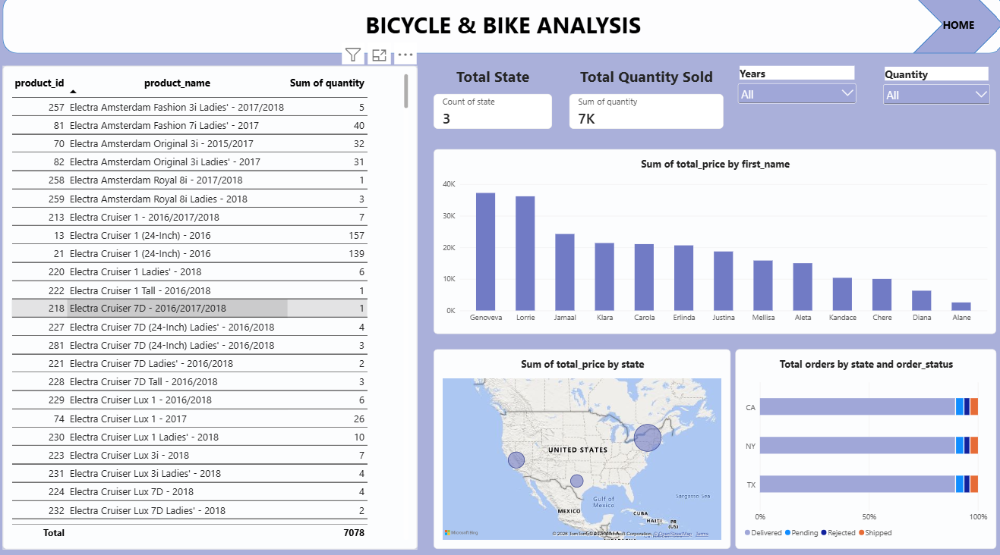 BICYCLE & BIKE ANALYSIS
HOME
product_id product_name Sum of quantity
257 Electra Amsterdam Fashion 3i Ladies' - 2017/2018 5
81 Electra Amsterdam Fashion 7i Ladies' - 2017 40
70 Electra Amsterdam Original 3i - 2015/2017 32
82 Electra Amsterdam Original 3i Ladies' - 2017 31
258 Electra Amsterdam Royal 8i - 2017/2018 1
259 Electra Amsterdam Royal 8i Ladies - 2018 3
213 Electra Cruiser 1 - 2016/2017/2018 7
13 Electra Cruiser 1 (24-Inch) - 2016 157
21 Electra Cruiser 1 (24-Inch) - 2016 139
220 Electra Cruiser 1 Ladies' - 2018 6
222 Electra Cruiser 1 Tall - 2016/2018 1
218 Electra Cruiser 7D - 2016/2017/2018 1
227 Electra Cruiser 7D (24-Inch) Ladies' - 2016/2018 4
281 Electra Cruiser 7D (24-Inch) Ladies' - 2016/2018 3
221 Electra Cruiser 7D Ladies' - 2016/2018 2
228 Electra Cruiser 7D Tall - 2016/2018 3
229 Electra Cruiser Lux 1 - 2016/2018 6
74 Electra Cruiser Lux 1 - 2017 26
230 Electra Cruiser Lux 1 Ladies' - 2018 10
223 Electra Cruiser Lux 3i - 2018 7
231 Electra Cruiser Lux 3i Ladies' - 2018 4
224 Electra Cruiser Lux 7D - 2018 4
232 Electra Cruiser Lux 7D Ladies' - 2018 2
Total 7078
Total State
Count of state
3
Total Quantity Sold
Sum of quantity
7K
Years
All
Quantity
All
Sum of total_price by first_name
40K
30K
20K
10K
0K
Genoveva Lorrie Jamaal Klara Carola Erlinda Justina Mellisa Aleta Kandace Chere Diana Alane
Sum of total_price by state
UNITED STATES
Gulf of
Mexico
Sargasso Sea
MEXICO
CUBA
HAITI
PR
(US)
Microsoft Bing
© OpenStreetMap Terms
Total orders by state and order_status
CA
NY
TX
0% 50% 100%
Delivered Pending Rejected Shipped